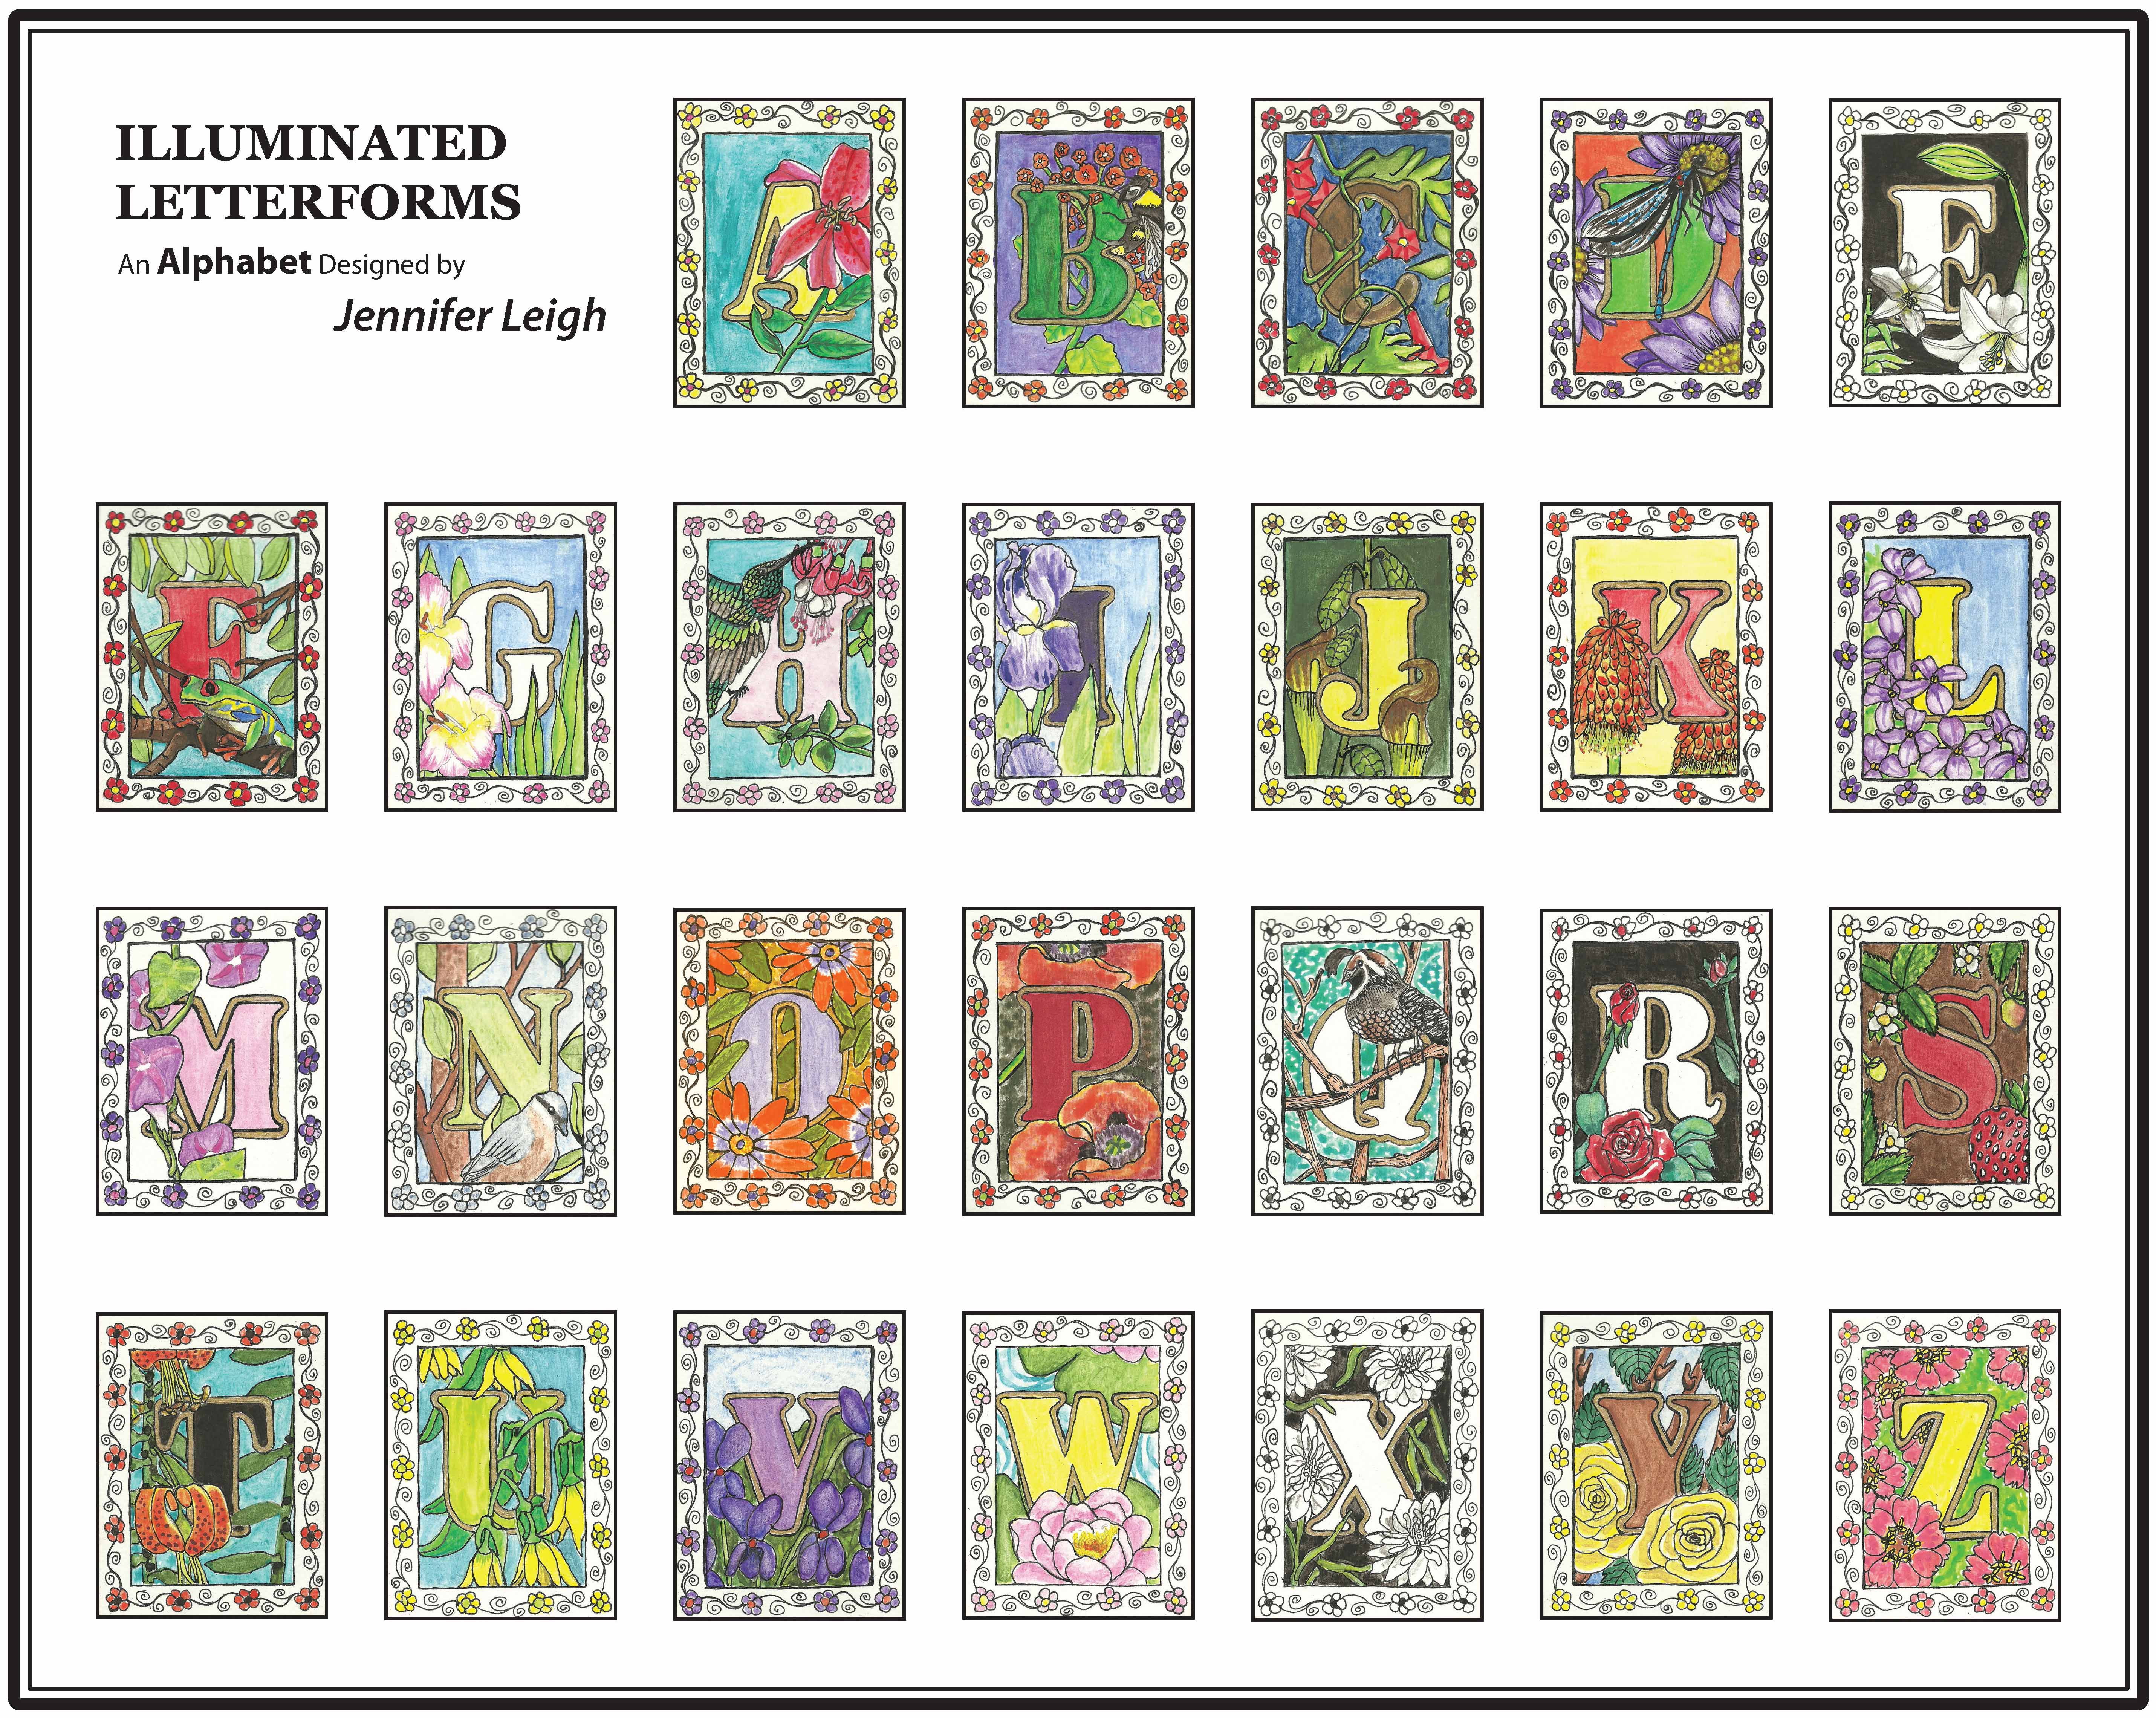 ILLUMINATED
LETTERFORMS
An Alphabet Designed by
Jennifer Leigh
A B C D E
F G H I J K L
M N O P Q R S
T U V W X Y Z